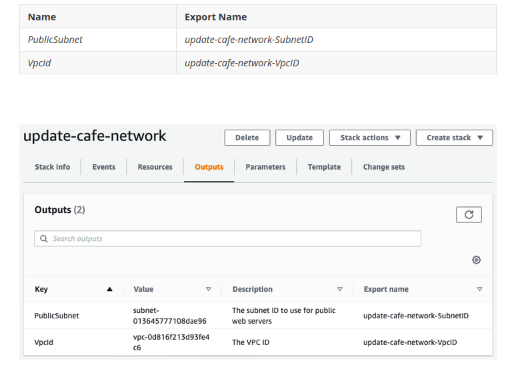 Name Export Name
PublicSubnet update-cafe-network-SubnetID
VpcId update-cafe-network-VpcID
update-cafe-network Delete Update Stack actions Create stack
Stack info Events Resources Outputs Parameters Template Change sets
Outputs (2)
Search outputs
Key Value Description Export name
PublicSubnet subnet-013645777108dae96 The subnet ID to use for public web servers update-cafe-network-SubnetID
VpcId vpc-0d816f213d93fe4c6 The VPC ID update-cafe-network-VpcID